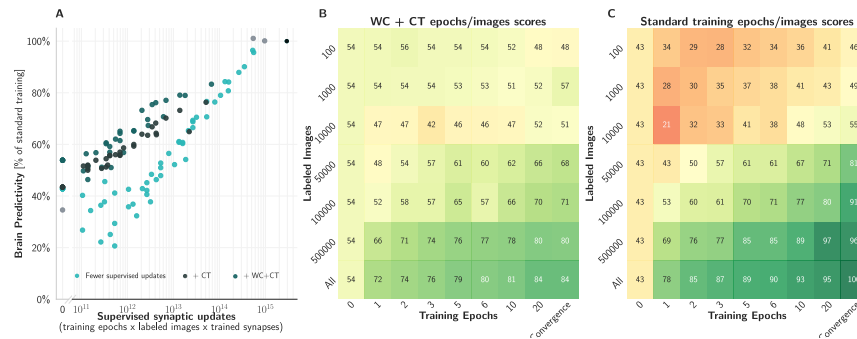 A
Brain Predictivity [% of standard training]
100%
80%
60%
40%
20%
0%
Fewer supervised updates
+ CT
+ WC+CT
0 10^11 10^12 10^13 10^14 10^15
Supervised synaptic updates
(training epochs x labeled images x trained synapses)
B
WC + CT epochs/images scores
Labeled Images
100 54 54 56 54 54 54 52 48 48
1000 54 54 54 54 53 53 51 52 57
10000 54 47 47 42 46 46 47 52 51
50000 54 48 54 57 61 60 62 66 68
100000 54 52 58 57 63 57 66 70 71
500000 54 66 71 74 76 77 78 80 80
All 54 72 74 76 79 80 81 84 84
0 1 2 3 5 6 10 20 Convergence
Training Epochs
C
Standard training epochs/images scores
Labeled Images
100 43 34 29 28 32 34 36 41 46
1000 43 28 30 35 37 38 41 43 49
10000 43 21 32 33 41 38 48 53 55
50000 43 43 50 57 61 61 67 71 81
100000 43 53 60 61 70 71 77 80 91
500000 43 69 76 77 85 85 89 97 96
All 43 78 85 87 89 90 93 95 100
0 1 2 3 5 6 10 20 Convergence
Training Epochs